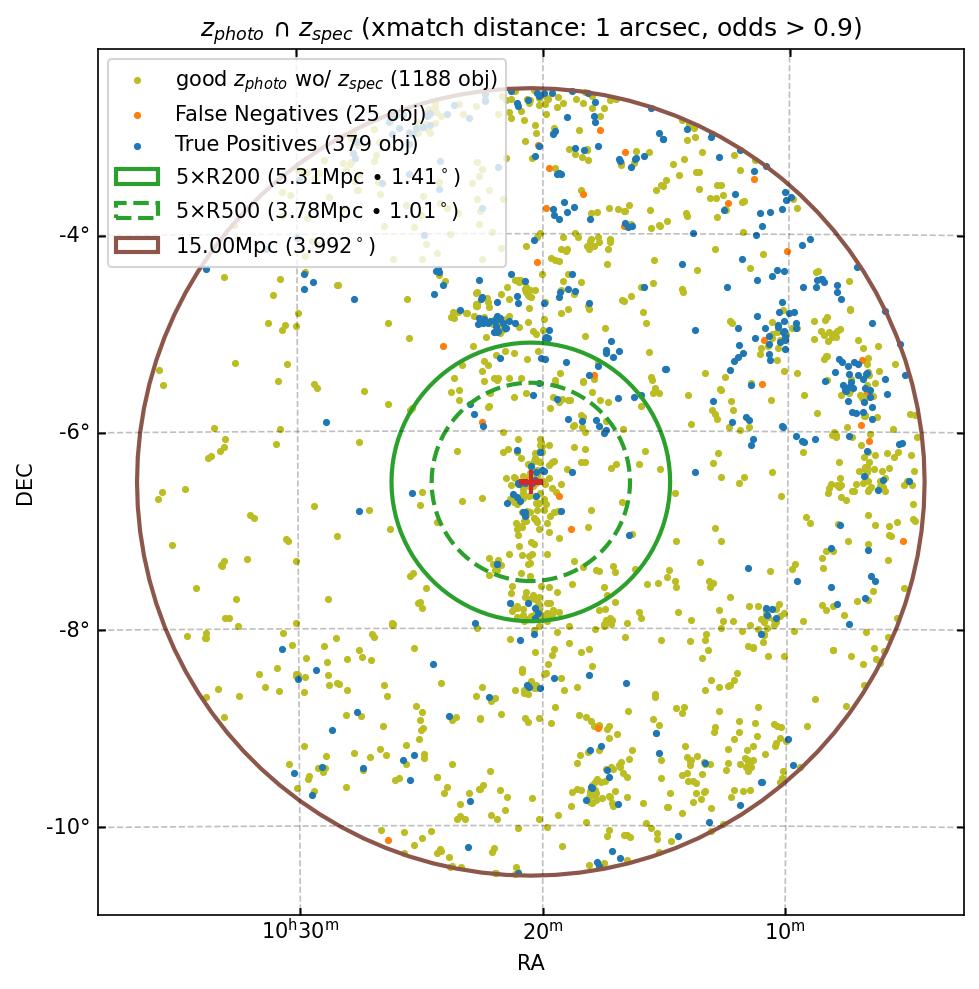 z_photo ∩ z_spec (xmatch distance: 1 arcsec, odds > 0.9)
good z_photo wo/ z_spec (1188 obj)
False Negatives (25 obj)
True Positives (379 obj)
5×R200 (5.31Mpc • 1.41°)
5×R500 (3.78Mpc • 1.01°)
15.00Mpc (3.992°)
-4°
-6°
DEC
-8°
-10°
10ʰ30ᵐ 20ᵐ 10ᵐ
RA